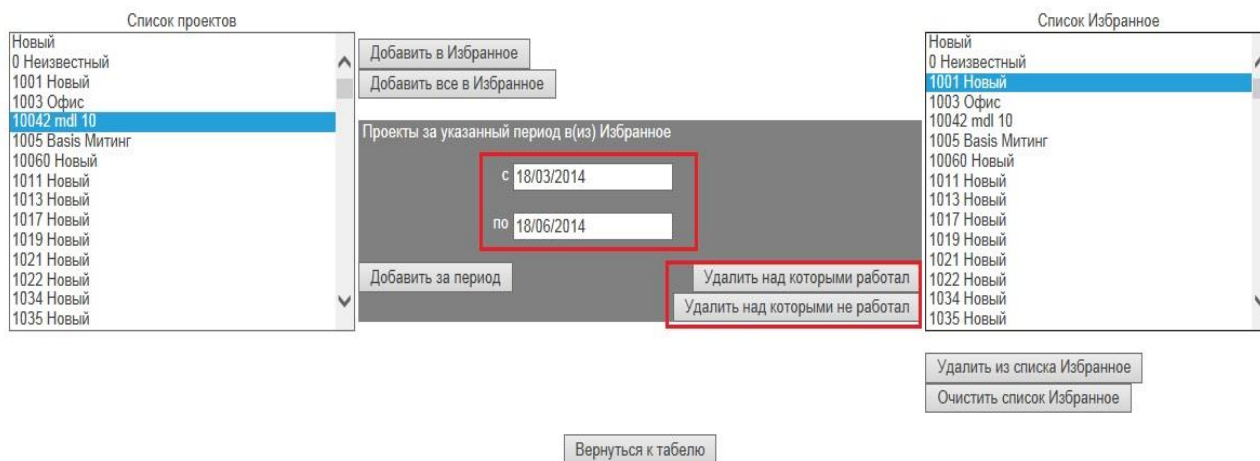 Список проектов
Новый
0 Неизвестный
1001 Новый
1003 Офис
10042 mdl 10
1005 Basis Митинг
10060 Новый
1011 Новый
1013 Новый
1017 Новый
1019 Новый
1021 Новый
1022 Новый
1034 Новый
1035 Новый
Добавить в Избранное
Добавить все в Избранное
Проекты за указанный период в(из) Избранное
с 18/03/2014
по 18/06/2014
Добавить за период
Удалить над которыми работал
Удалить над которыми не работал
Список Избранное
Новый
0 Неизвестный
1001 Новый
1003 Офис
10042 mdl 10
1005 Basis Митинг
10060 Новый
1011 Новый
1013 Новый
1017 Новый
1019 Новый
1021 Новый
1022 Новый
1034 Новый
1035 Новый
Удалить из списка Избранное
Очистить список Избранное
Вернуться к табелю